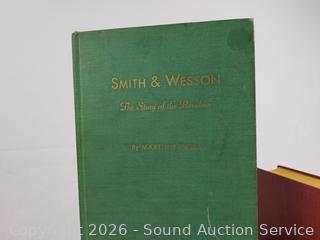 SMITH & WESSON
The Story of the Revolver
By MARTIN
Copyright 2026 - Sound Auction Service